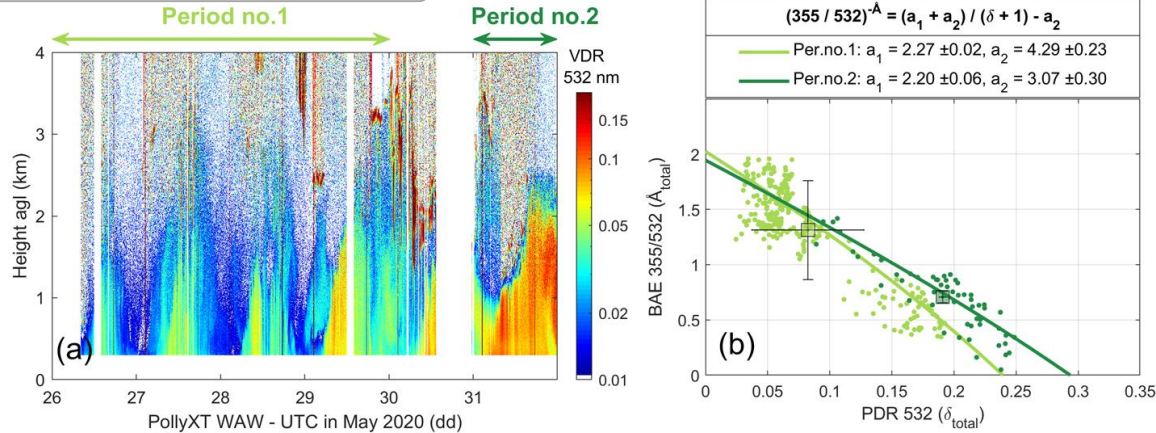 Period no.1
Period no.2
VDR
532 nm
4
3
2
1
0
Height agl (km)
26
27
28
29
30
31
PollyXT WAW - UTC in May 2020 (dd)
(a)
0.15
0.1
0.05
0.02
0.01
(355 / 532)^-Å = (a₁ + a₂) / (δ + 1) - a₂
Per.no.1: a₁ = 2.27 ±0.02, a₂ = 4.29 ±0.23
Per.no.2: a₁ = 2.20 ±0.06, a₂ = 3.07 ±0.30
2.5
2
1.5
1
0.5
0
BAE 355/532 (Å_total)
(b)
0
0.05
0.1
0.15
0.2
0.25
0.3
0.35
PDR 532 (δ_total)